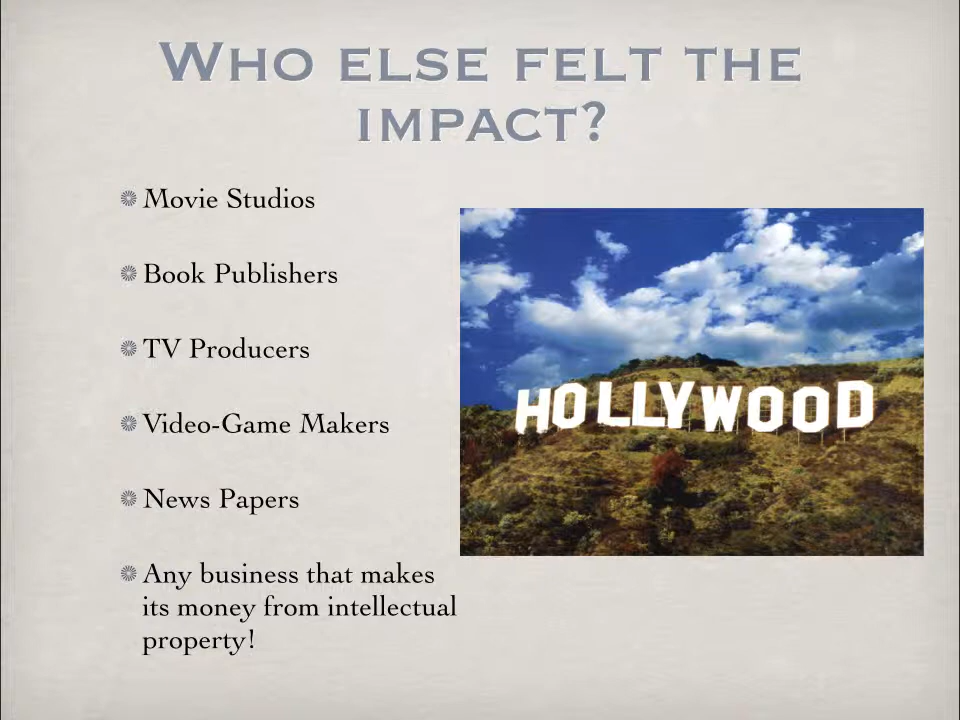 Who else felt the
impact?
Movie Studios
Book Publishers
TV Producers
Video-Game Makers
News Papers
Any business that makes
its money from intellectual
property!
HOLLYWOOD